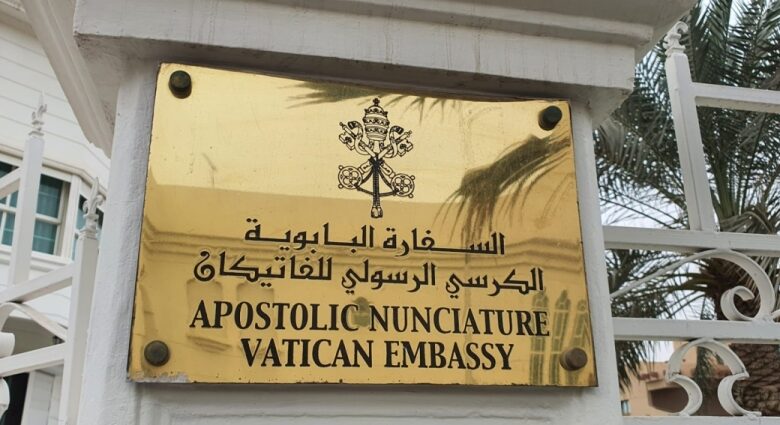 السفارة البابوية
الكرسي الرسولي للفاتيكان
APOSTOLIC NUNCIATURE
VATICAN EMBASSY